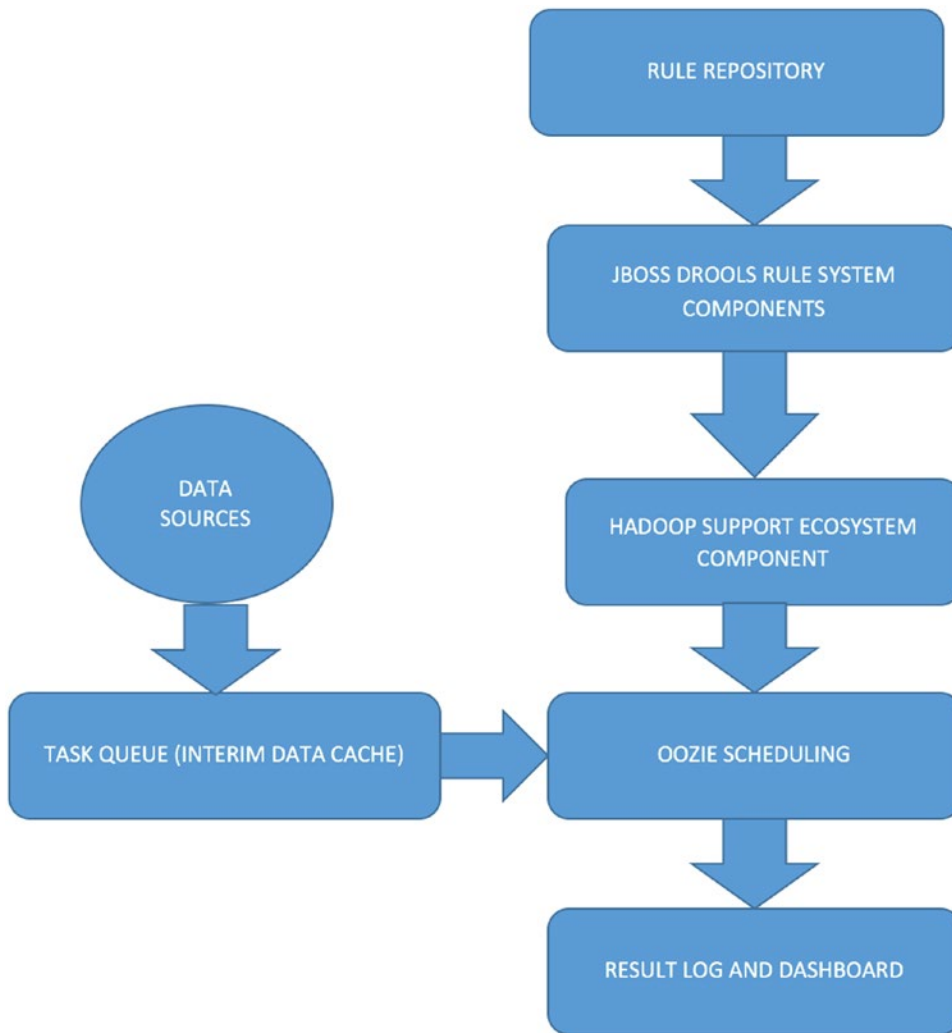 RULE REPOSITORY
JBOSS DROOLS RULE SYSTEM
COMPONENTS
DATA
SOURCES
HADOOP SUPPORT ECOSYSTEM
COMPONENT
TASK QUEUE (INTERIM DATA CACHE)
OOZIE SCHEDULING
RESULT LOG AND DASHBOARD